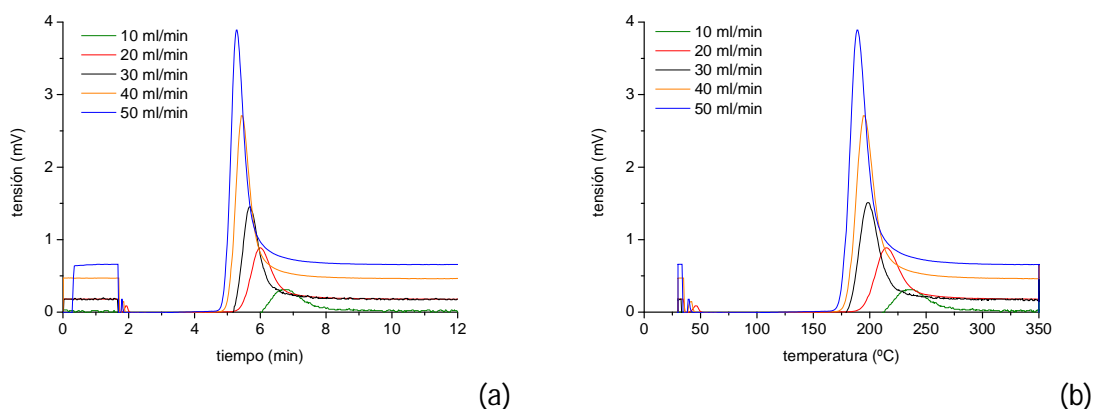 4
3
2
1
0
tensión (mV)
10 ml/min
20 ml/min
30 ml/min
40 ml/min
50 ml/min
0 2 4 6 8 10 12
tiempo (min)
(a)
4
3
2
1
0
tensión (mV)
10 ml/min
20 ml/min
30 ml/min
40 ml/min
50 ml/min
0 50 100 150 200 250 300 350
temperatura (ºC)
(b)